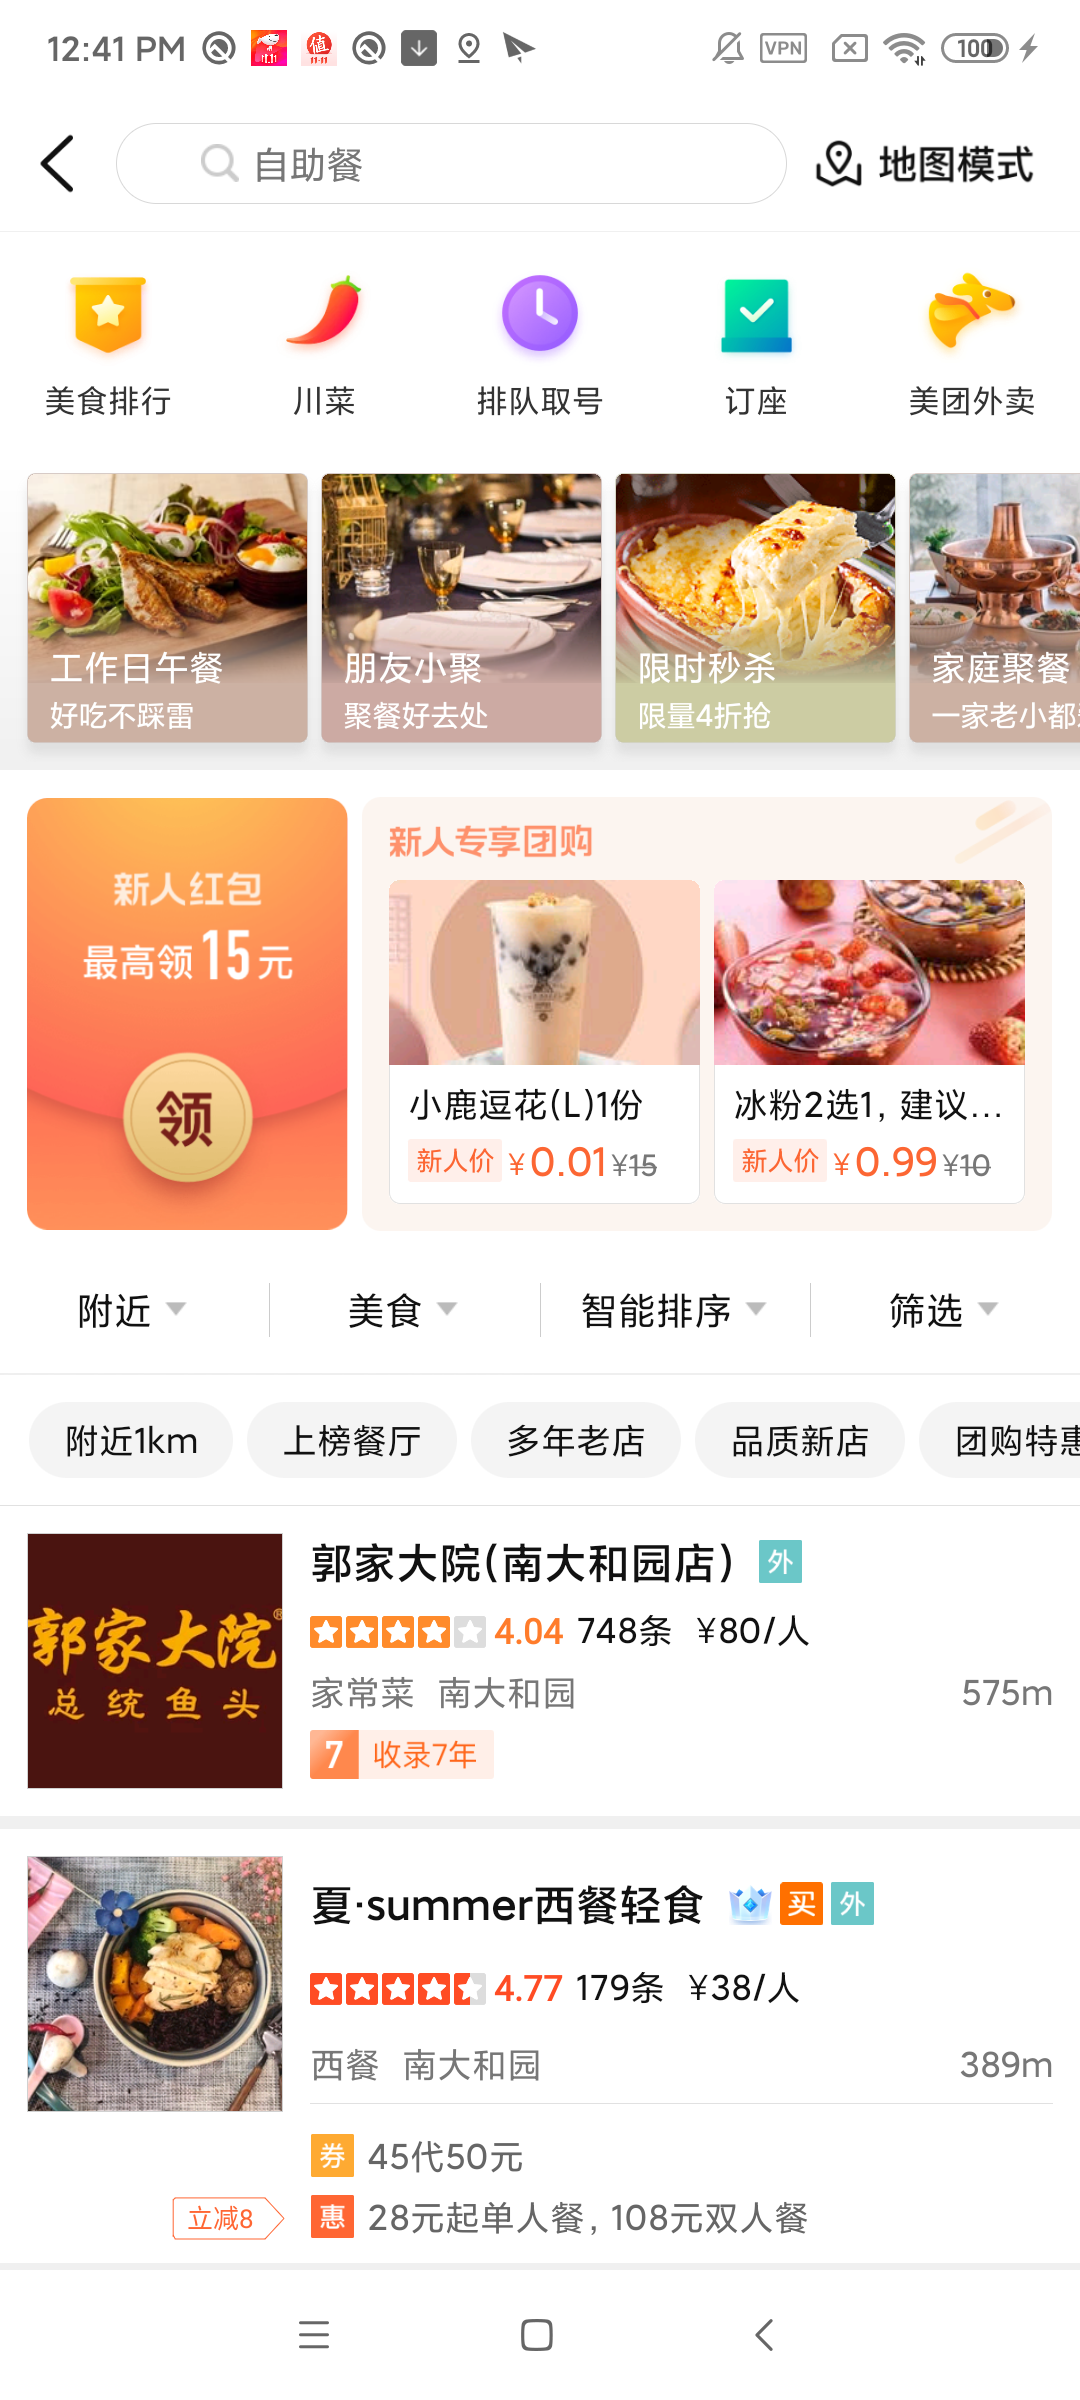 12:41 PM
VPN
100
自助餐
地图模式
美食排行
川菜
排队取号
订座
美团外卖
工作日午餐
好吃不踩雷
朋友小聚
聚餐好去处
限时秒杀
限量4折抢
家庭聚餐
一家老小都
新人红包
最高领15元
领
新人专享团购
小鹿逗花(L)1份
新人价 ¥0.01 ¥15
冰粉2选1, 建议...
新人价 ¥0.99 ¥10
附近
美食
智能排序
筛选
附近1km
上榜餐厅
多年老店
品质新店
团购特惠
郭家大院®
总统鱼头
郭家大院(南大和园店) 外
4.04 748条 ¥80/人
家常菜 南大和园 575m
7 收录7年
夏·summer西餐轻食 买 外
4.77 179条 ¥38/人
西餐 南大和园 389m
券 45代50元
立减8
惠 28元起单人餐, 108元双人餐